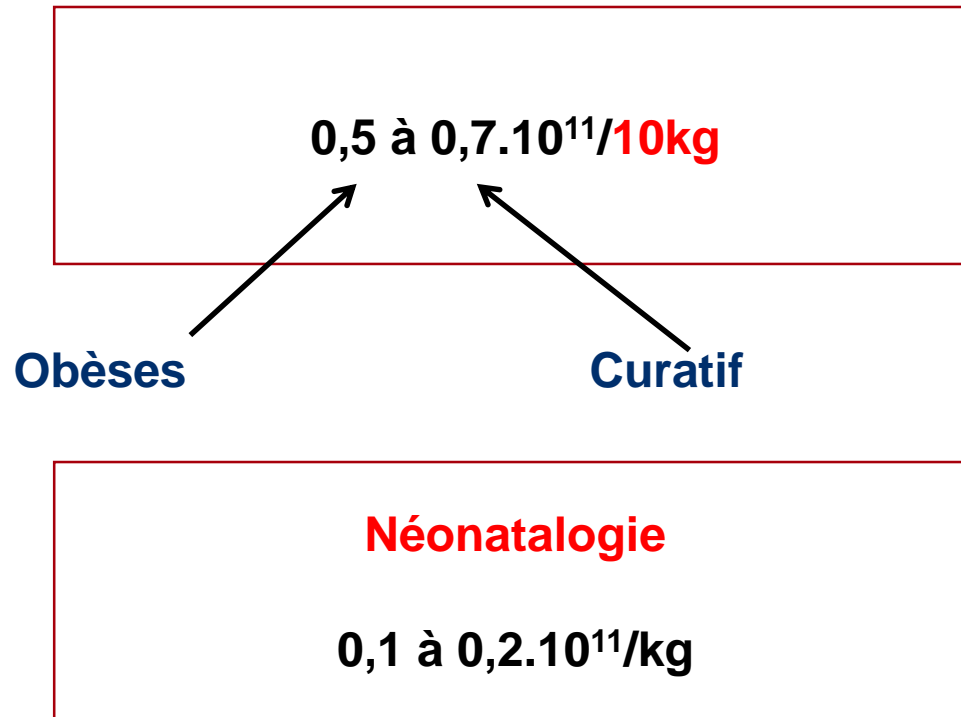 0,5 à 0,7.10¹¹/10kg
Obèses
Curatif
Néonatalogie
0,1 à 0,2.10¹¹/kg